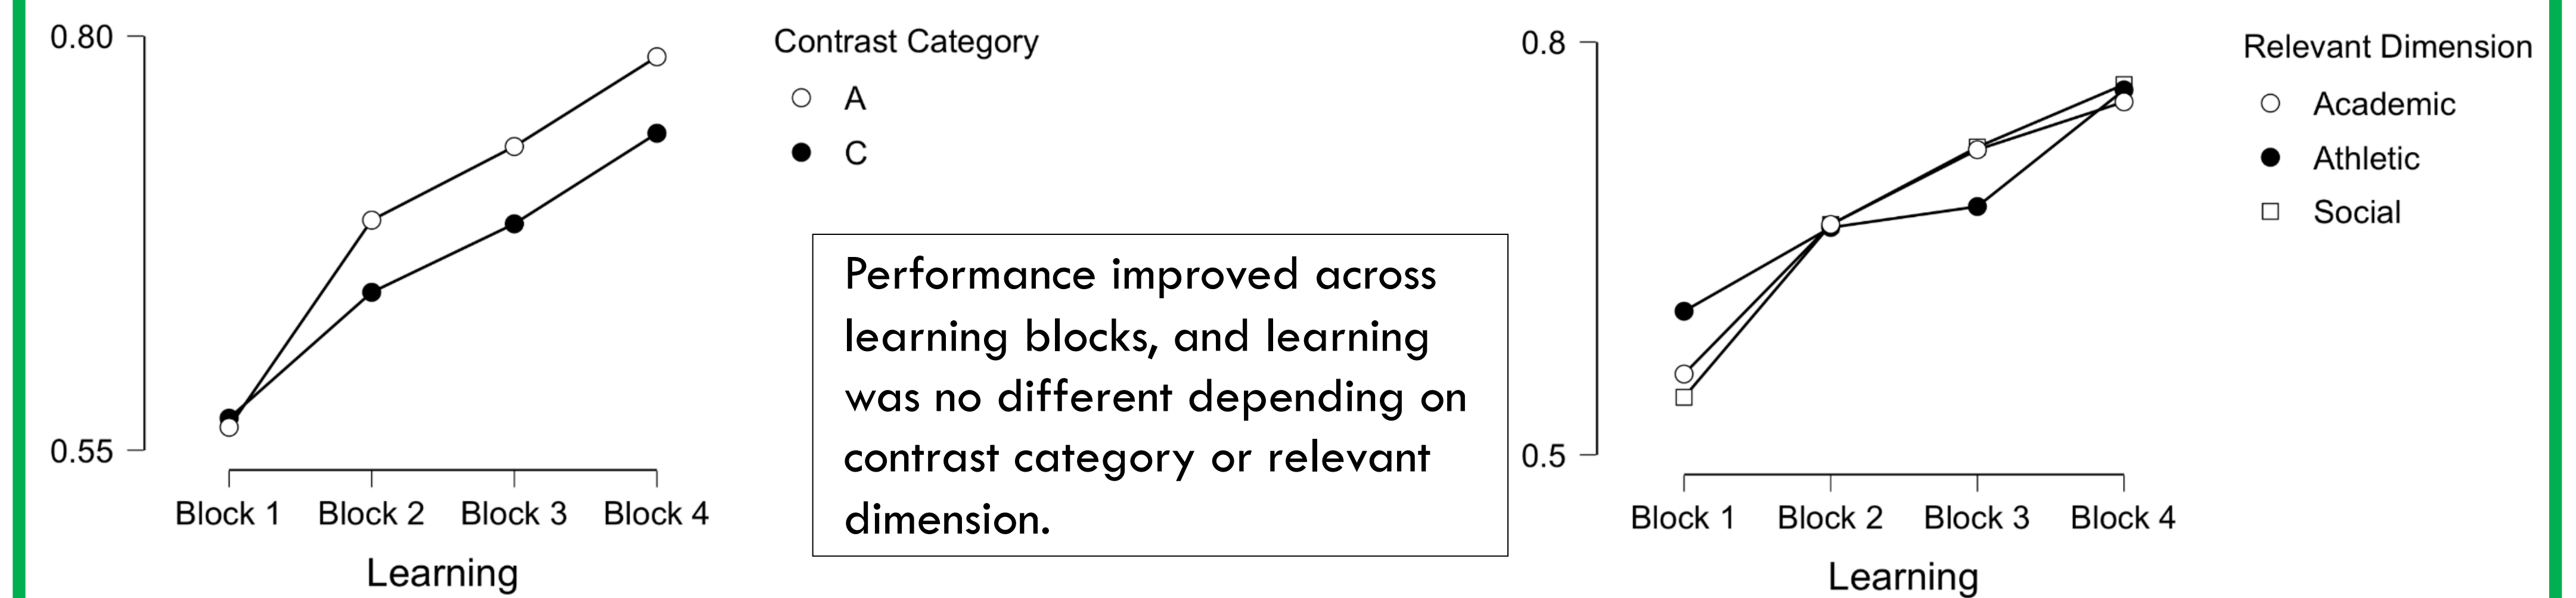 0.80
0.55
Block 1 Block 2 Block 3 Block 4
Learning
Contrast Category
A
C
Performance improved across
learning blocks, and learning
was no different depending on
contrast category or relevant
dimension.
0.8
0.5
Block 1 Block 2 Block 3 Block 4
Learning
Relevant Dimension
Academic
Athletic
Social